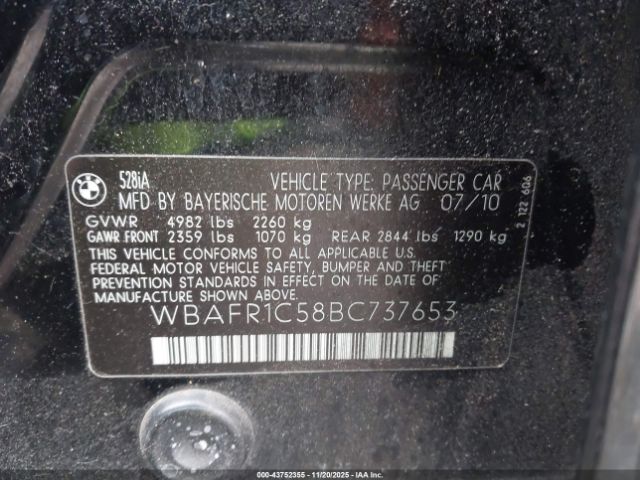 BMW
528iA VEHICLE TYPE: PASSENGER CAR
MFD BY BAYERISCHE MOTOREN WERKE AG 07/10
GVWR 4982 lbs 2260 kg
GAWR FRONT 2359 lbs 1070 kg REAR 2844 lbs 1290 kg
THIS VEHICLE CONFORMS TO ALL APPLICABLE U.S.
FEDERAL MOTOR VEHICLE SAFETY, BUMPER AND THEFT
PREVENTION STANDARDS IN EFFECT ON THE DATE OF
MANUFACTURE SHOWN ABOVE.
WBAFR1C58BC737653
2 122 606
IAA 43752355 | 11/20/2025 | IAA, Inc.